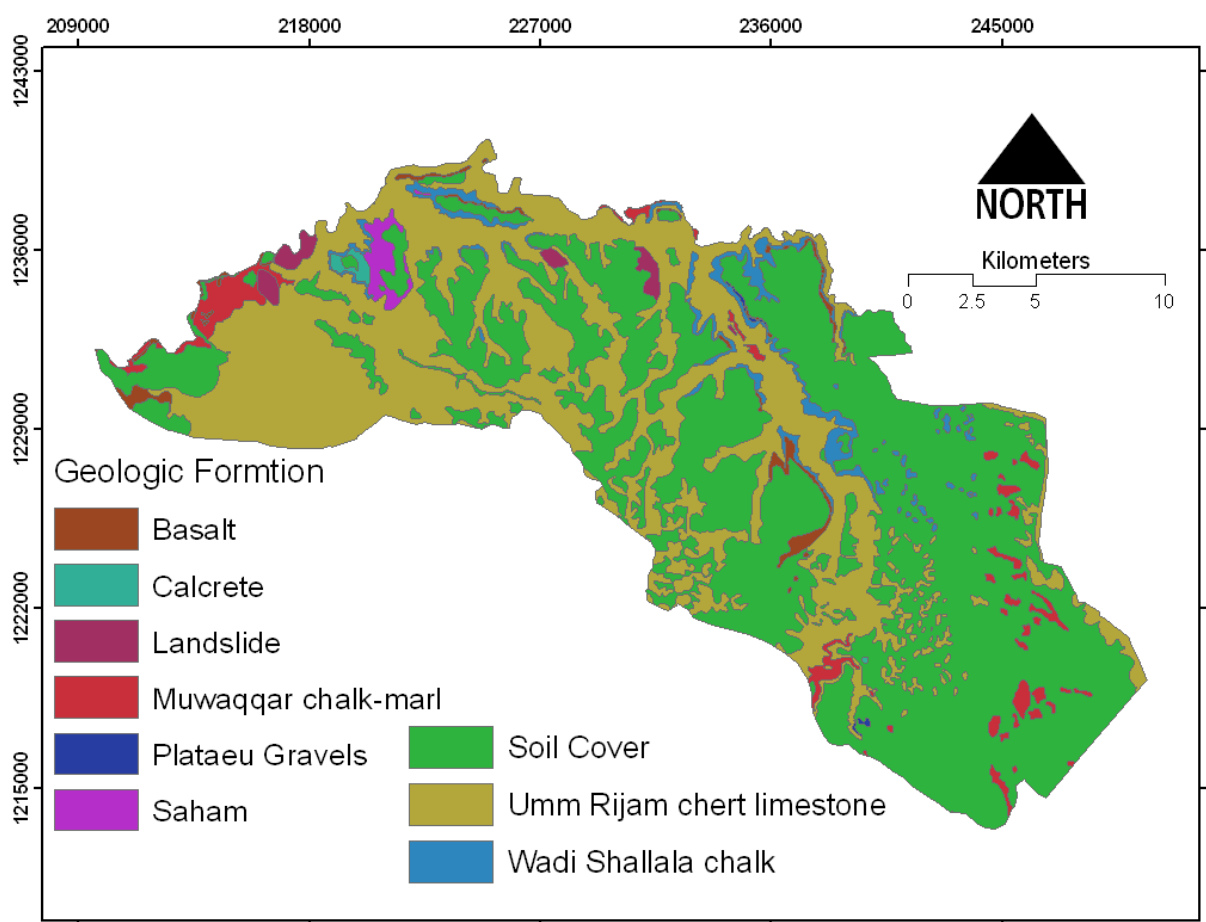 209000 218000 227000 236000 245000
1243000
1236000
1229000
1222000
1215000
NORTH
Kilometers
0 2.5 5 10
Geologic Formtion
Basalt
Calcrete
Landslide
Muwaqqar chalk-marl
Plataeu Gravels
Saham
Soil Cover
Umm Rijam chert limestone
Wadi Shallala chalk